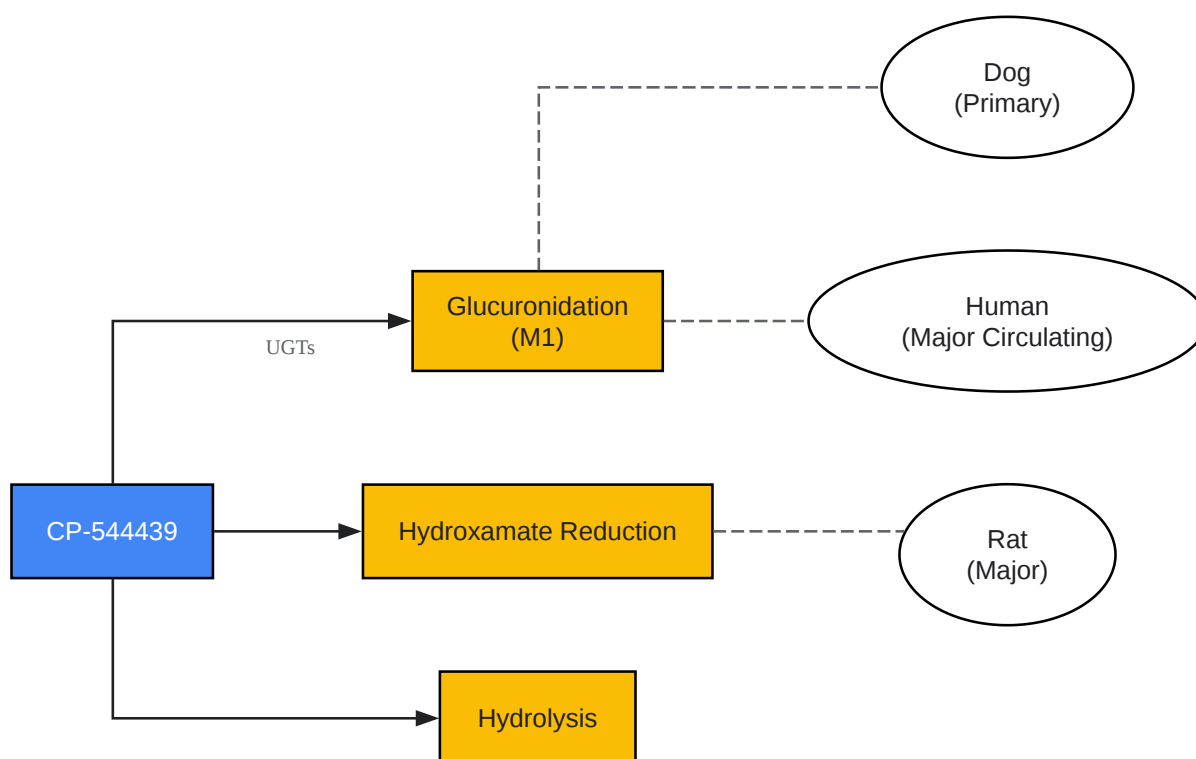 Dog
(Primary)
Glucuronidation
(M1)
Human
(Major Circulating)
UGTs
CP-544439
Hydroxamate Reduction
Rat
(Major)
Hydrolysis